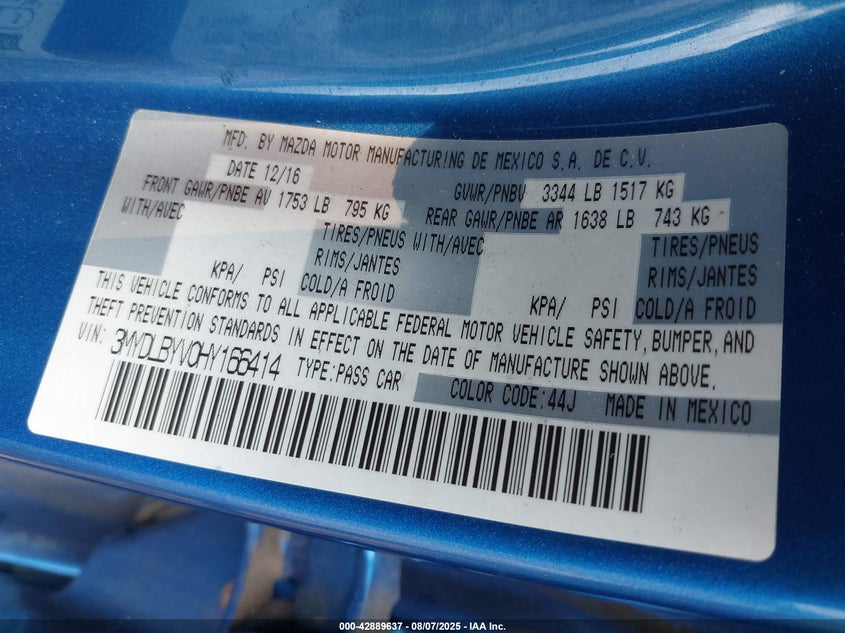 MFD. BY MAZDA MOTOR MANUFACTURING DE MEXICO S.A. DE C.V.
DATE 12/16 GVWR/PNBV 3344 LB 1517 KG
FRONT GAWR/PNBE AV 1753 LB 795 KG REAR GAWR/PNBE AR 1638 LB 743 KG
WITH/AVEC TIRES/PNEUS WITH/AVEC TIRES/PNEUS
RIMS/JANTES RIMS/JANTES
KPA/ PSI COLD/A FROID KPA/ PSI COLD/A FROID
THIS VEHICLE CONFORMS TO ALL APPLICABLE FEDERAL MOTOR VEHICLE SAFETY, BUMPER, AND
THEFT PREVENTION STANDARDS IN EFFECT ON THE DATE OF MANUFACTURE SHOWN ABOVE.
VIN: 3MYDLBYV0HY166414 TYPE:PASS CAR COLOR CODE:44J MADE IN MEXICO
000-42889637 - 08/07/2025 - IAA Inc.